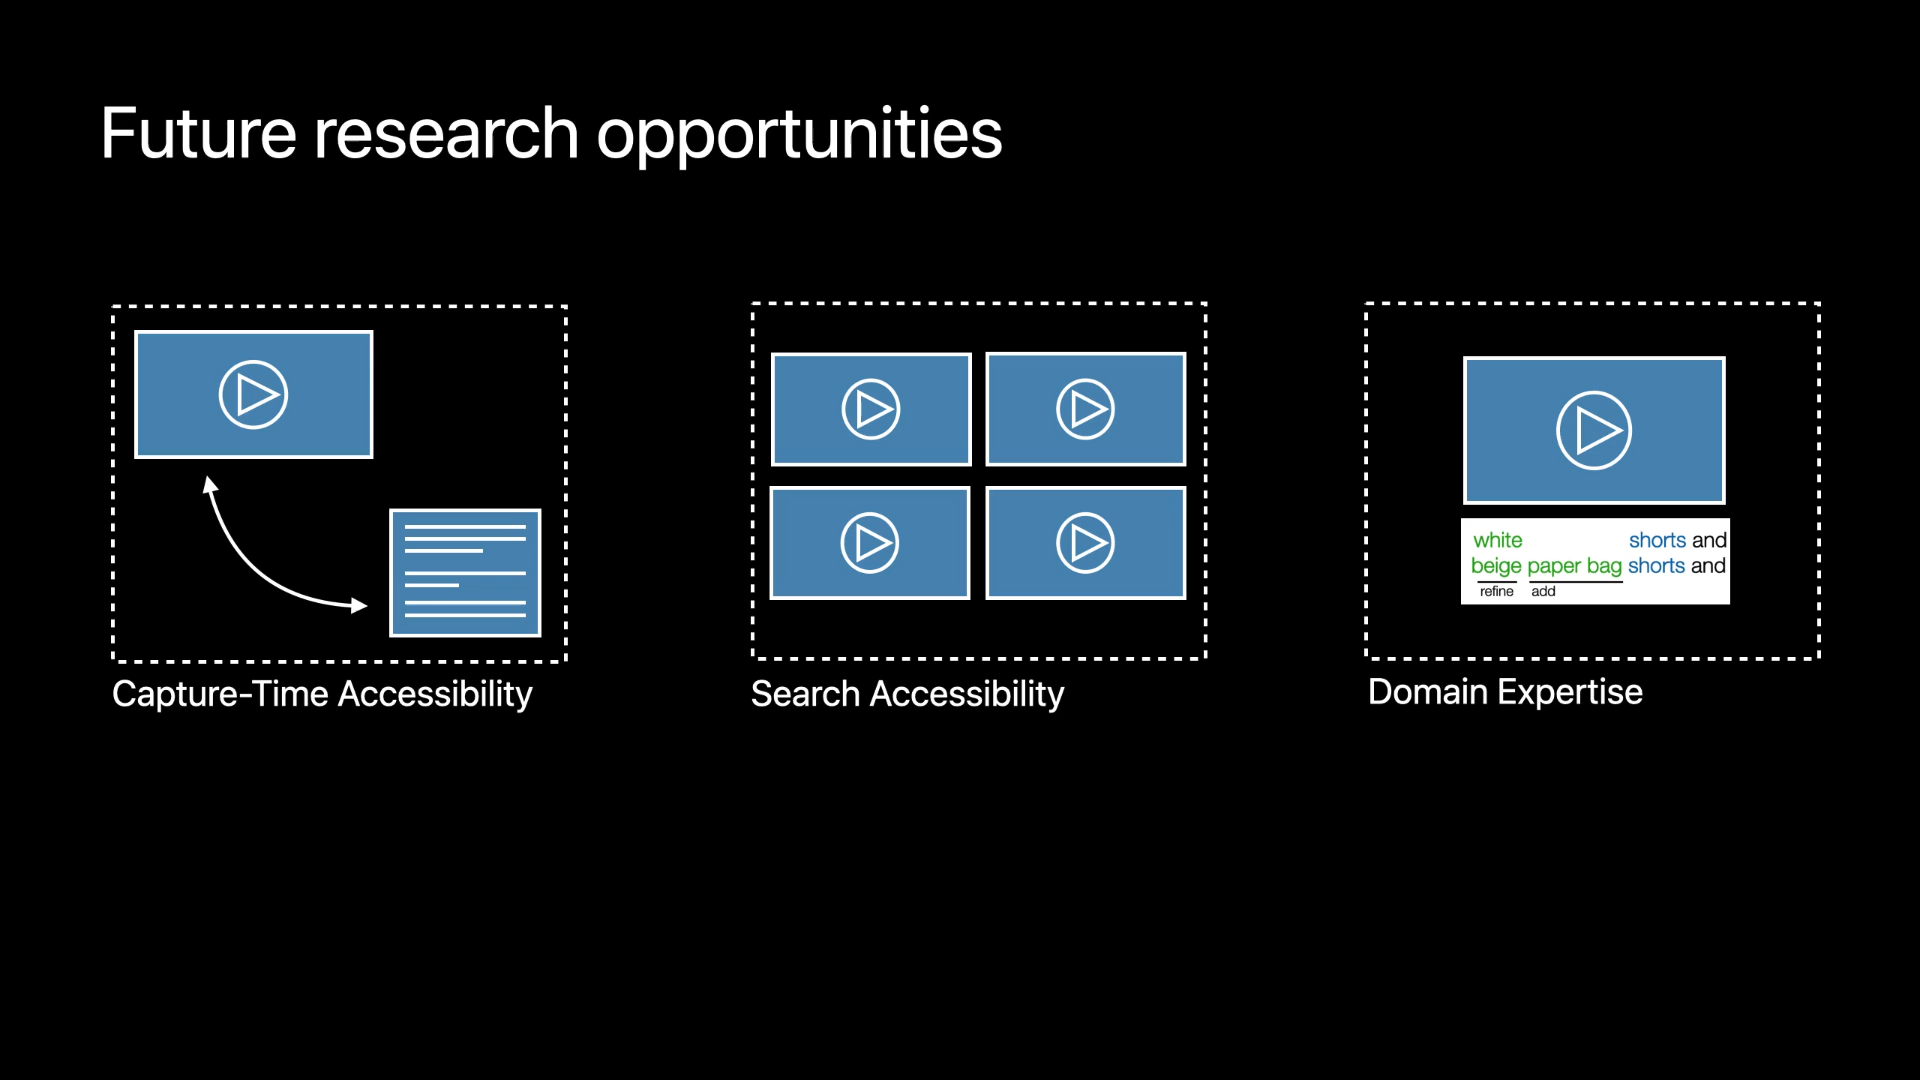 Future research opportunities
white shorts and
beige paper bag shorts and
refine add
Capture-Time Accessibility
Search Accessibility
Domain Expertise